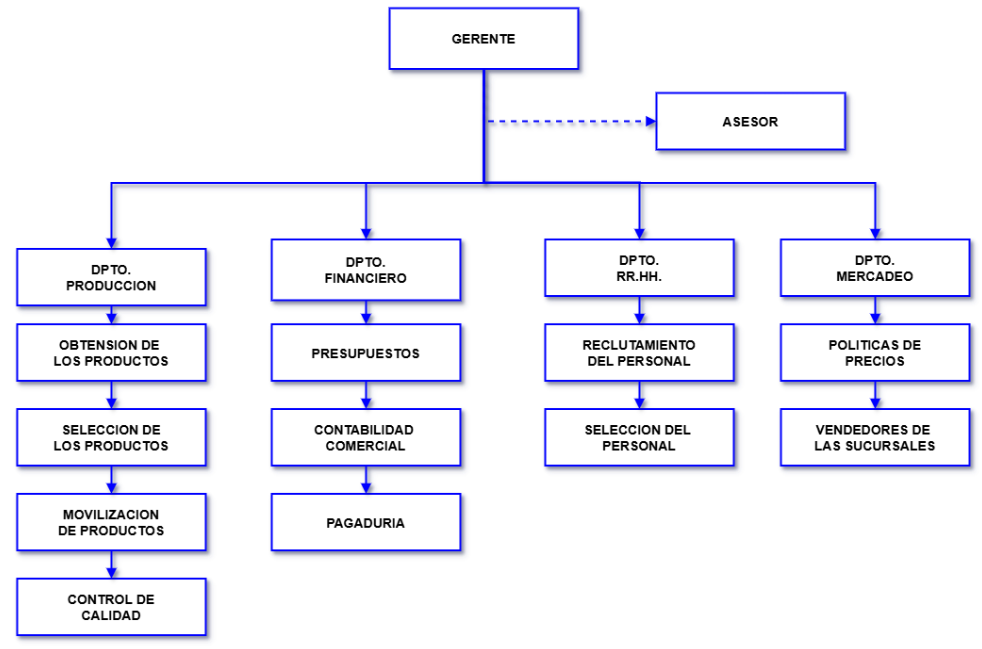 GERENTE
ASESOR
DPTO.
PRODUCCION
OBTENSION DE
LOS PRODUCTOS
SELECCION DE
LOS PRODUCTOS
MOVILIZACION
DE PRODUCTOS
CONTROL DE
CALIDAD
DPTO.
FINANCIERO
PRESUPUESTOS
CONTABILIDAD
COMERCIAL
PAGADURIA
DPTO.
RR.HH.
RECLUTAMIENTO
DEL PERSONAL
SELECCION DEL
PERSONAL
DPTO.
MERCADEO
POLITICAS DE
PRECIOS
VENDEDORES DE
LAS SUCURSALES